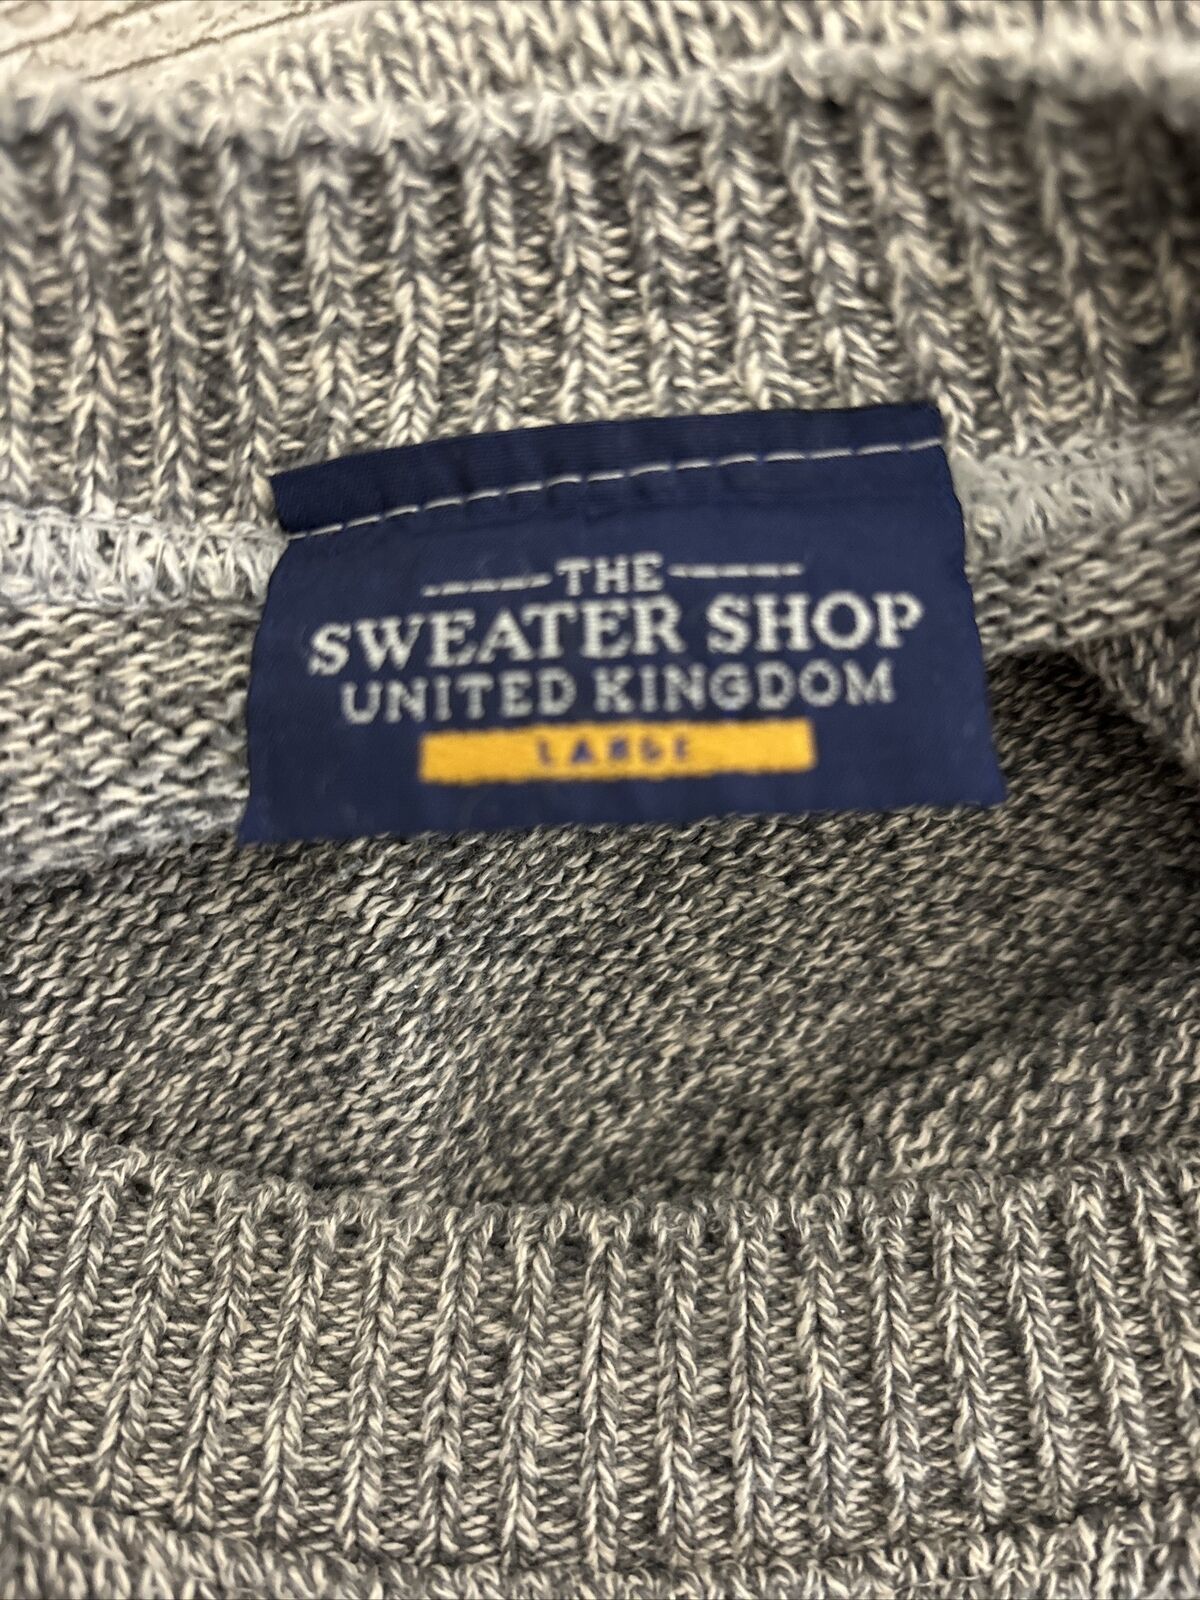 THE
SWEATER SHOP
UNITED KINGDOM
LARGE